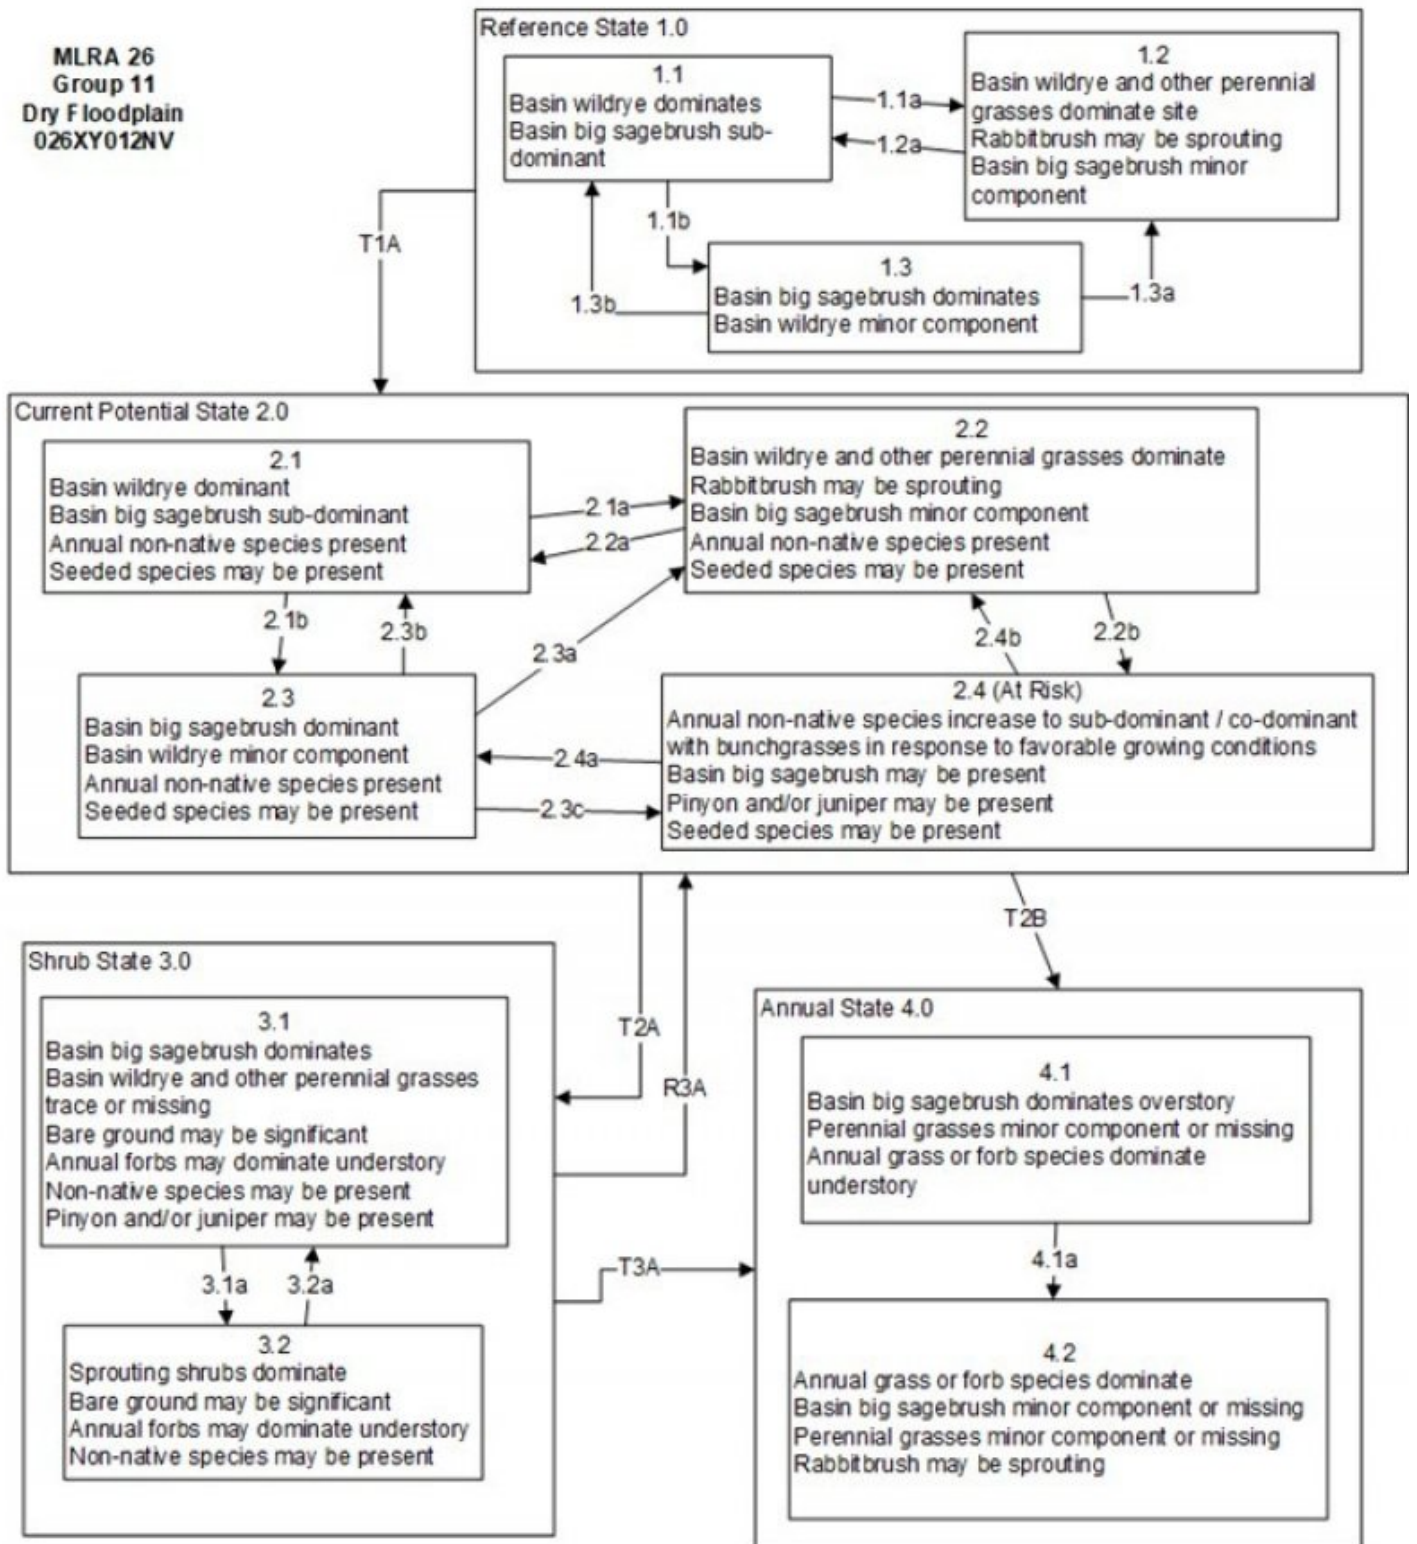 MLRA 26
Group 11
Dry Floodplain
026XY012NV
Reference State 1.0
1.1
Basin wildrye dominates
Basin big sagebrush sub-
dominant
1.1a
1.2a
1.2
Basin wildrye and other perennial
grasses dominate site
Rabbitbrush may be sprouting
Basin big sagebrush minor
component
1.1b
1.3b
1.3
Basin big sagebrush dominates
Basin wildrye minor component
1.3a
T1A
Current Potential State 2.0
2.1
Basin wildrye dominant
Basin big sagebrush sub-dominant
Annual non-native species present
Seeded species may be present
2.1a
2.2a
2.2
Basin wildrye and other perennial grasses dominate
Rabbitbrush may be sprouting
Basin big sagebrush minor component
Annual non-native species present
Seeded species may be present
2.1b
2.3b
2.3a
2.4b
2.2b
2.3
Basin big sagebrush dominant
Basin wildrye minor component
Annual non-native species present
Seeded species may be present
2.4a
2.3c
2.4 (At Risk)
Annual non-native species increase to sub-dominant / co-dominant
with bunchgrasses in response to favorable growing conditions
Basin big sagebrush may be present
Pinyon and/or juniper may be present
Seeded species may be present
T2A
R3A
T2B
Shrub State 3.0
3.1
Basin big sagebrush dominates
Basin wildrye and other perennial grasses
trace or missing
Bare ground may be significant
Annual forbs may dominate understory
Non-native species may be present
Pinyon and/or juniper may be present
3.1a
3.2a
3.2
Sprouting shrubs dominate
Bare ground may be significant
Annual forbs may dominate understory
Non-native species may be present
T3A
Annual State 4.0
4.1
Basin big sagebrush dominates overstory
Perennial grasses minor component or missing
Annual grass or forb species dominate
understory
4.1a
4.2
Annual grass or forb species dominate
Basin big sagebrush minor component or missing
Perennial grasses minor component or missing
Rabbitbrush may be sprouting